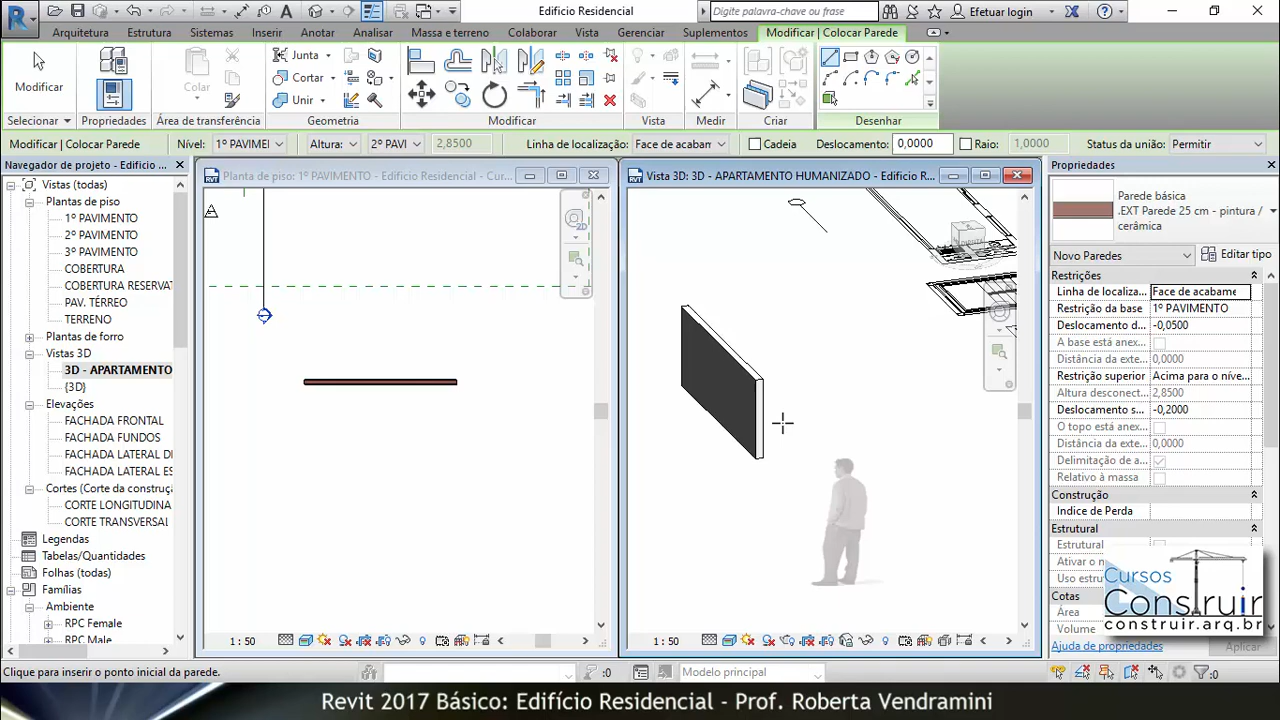 Edificio Residencial
Digite palavra-chave ou frase
Efetuar login
Arquitetura
Estrutura
Sistemas
Inserir
Anotar
Analisar
Massa e terreno
Colaborar
Vista
Gerenciar
Suplementos
Modificar | Colocar Parede
Modificar
Junta
Cortar
Unir
Colar
Selecionar
Propriedades
Área de transferência
Geometria
Modificar
Vista
Medir
Criar
Desenhar
Modificar | Colocar Parede
Nível:
1º PAVIMEI
Altura:
2º PAVI
2,8500
Linha de localização:
Face de acabam
Cadeia
Deslocamento:
0,0000
Raio:
1,0000
Status da união:
Permitir
Navegador de projeto - Edificio ...
Vistas (todas)
Plantas de piso
1º PAVIMENTO
2º PAVIMENTO
3º PAVIMENTO
COBERTURA
COBERTURA RESERVAT
PAV. TÉRREO
TERRENO
Plantas de forro
Vistas 3D
3D - APARTAMENTO
{3D}
Elevações
FACHADA FRONTAL
FACHADA FUNDOS
FACHADA LATERAL DI
FACHADA LATERAL ES
Cortes (Corte da construçã
CORTE LONGITUDINA
CORTE TRANSVERSAL
Legendas
Tabelas/Quantidades
Folhas (todas)
Famílias
Ambiente
RPC Female
RPC Male
Planta de piso: 1º PAVIMENTO - Edificio Residencial - Cur...
2D
1 : 50
Vista 3D: 3D - APARTAMENTO HUMANIZADO - Edificio R...
1 : 50
Propriedades
Parede básica
.EXT Parede 25 cm - pintura /
cerâmica
Novo Paredes
Editar tipo
Restrições
Linha de localiza...
Face de acabame
Restrição da base
1º PAVIMENTO
Deslocamento d...
-0,0500
A base está anex...
Distância da exte...
0,0000
Restrição superior
Acima para o níve...
Altura desconect...
2,8500
Deslocamento s...
-0,2000
O topo está anex...
Distância da exte...
0,0000
Delimitação de a...
Relativo à massa
Construção
Indice de Perda
Estrutural
Estrutural
Ativar o n
Uso estru
Cotas
Área
Volume
Ajuda de propriedades
Aplicar
Cursos
Construir
construir.arq.br
Clique para inserir o ponto inicial da parede.
:0
Modelo principal
:0
Revit 2017 Básico: Edifício Residencial - Prof. Roberta Vendramini